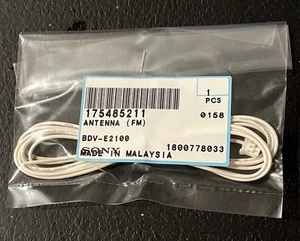 1
PCS
175485211
0158
ANTENNA (FM)
BDV-E2100
SONY
1800778033
MADE IN MALAYSIA